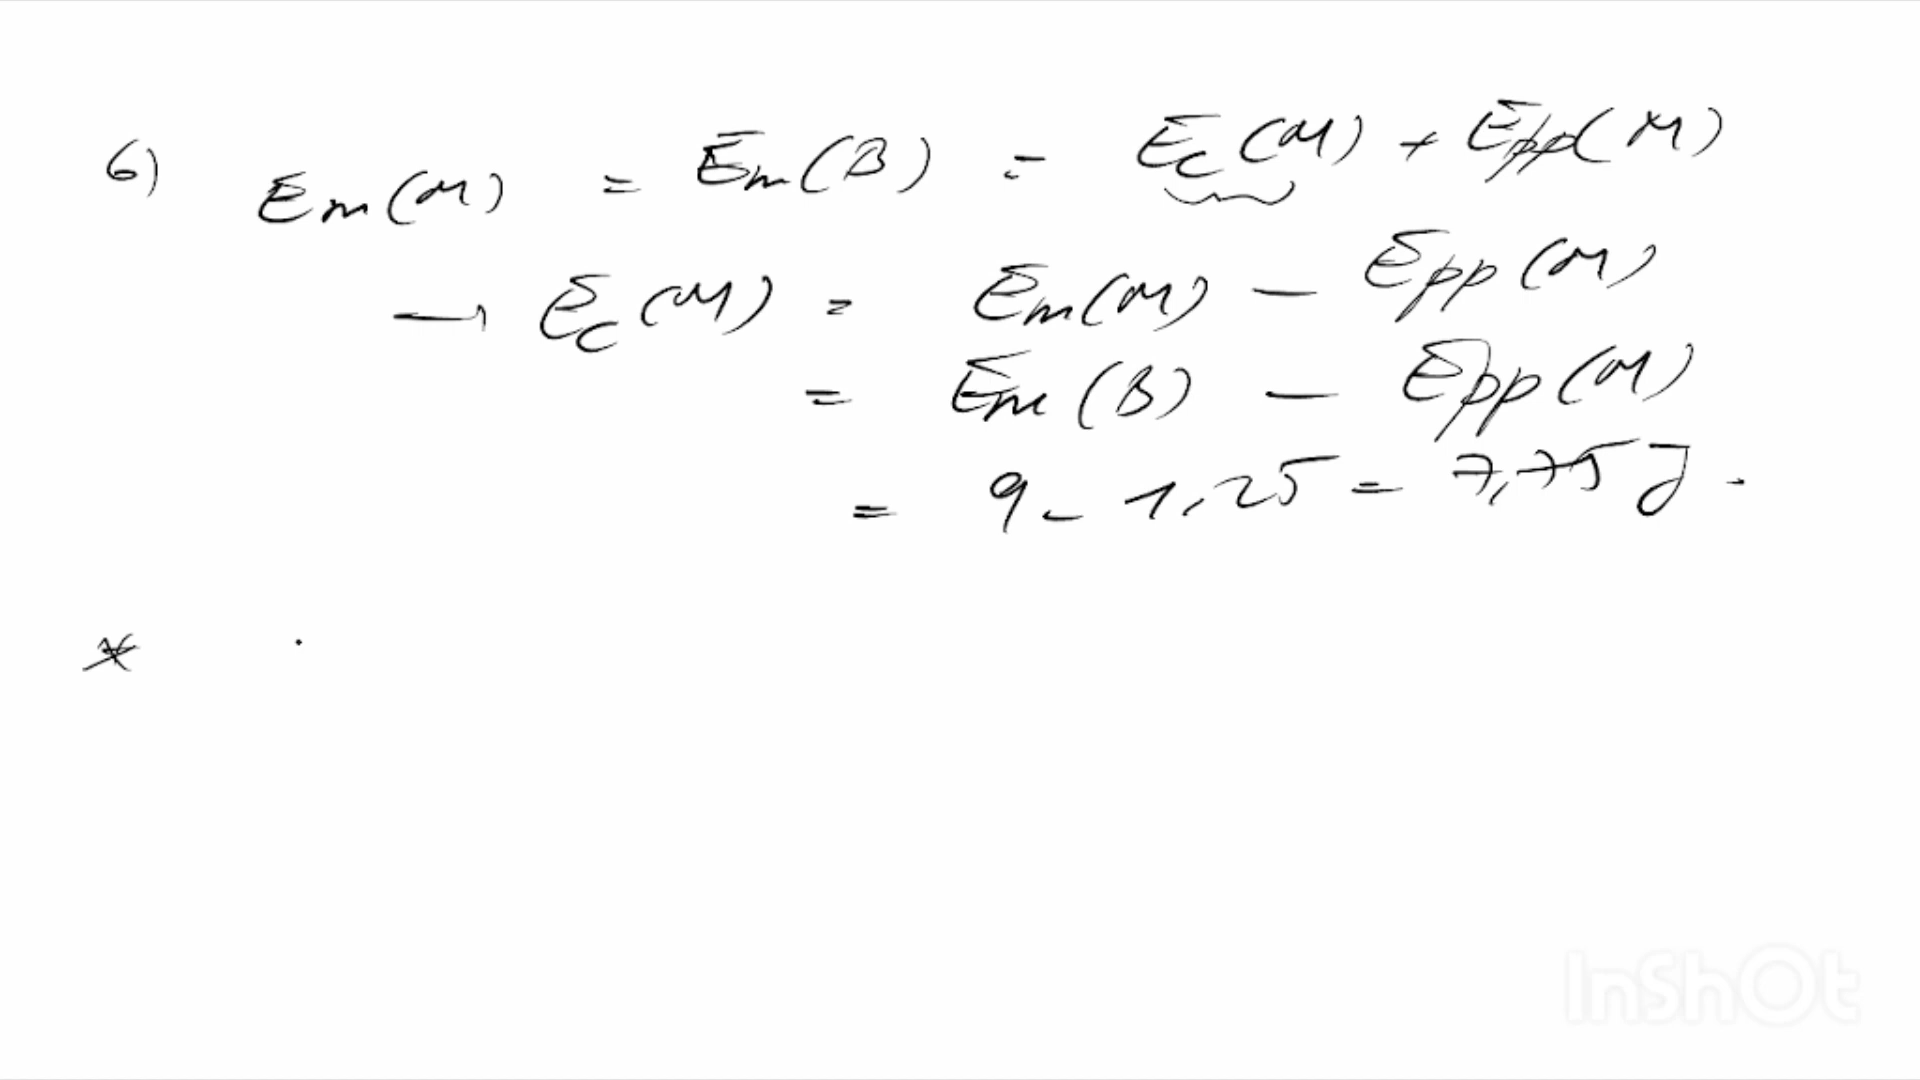 6) Em(M) = Em(B) = Ec(M) + Epp(M)
→ Ec(M) = Em(M) - Epp(M)
= Em(B) - Epp(M)
= 9 - 1,25 = 7,75 J.
*
InShOt